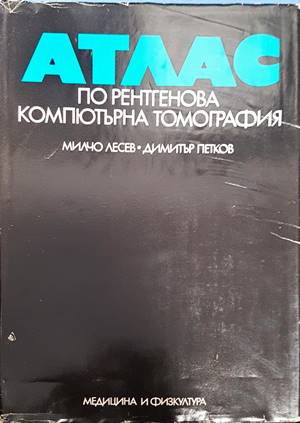 АТЛАС
ПО РЕНТГЕНОВА
КОМПЮТЪРНА ТОМОГРАФИЯ
МИЛЧО ЛЕСЕВ • ДИМИТЪР ПЕТКОВ
МЕДИЦИНА И ФИЗКУЛТУРА